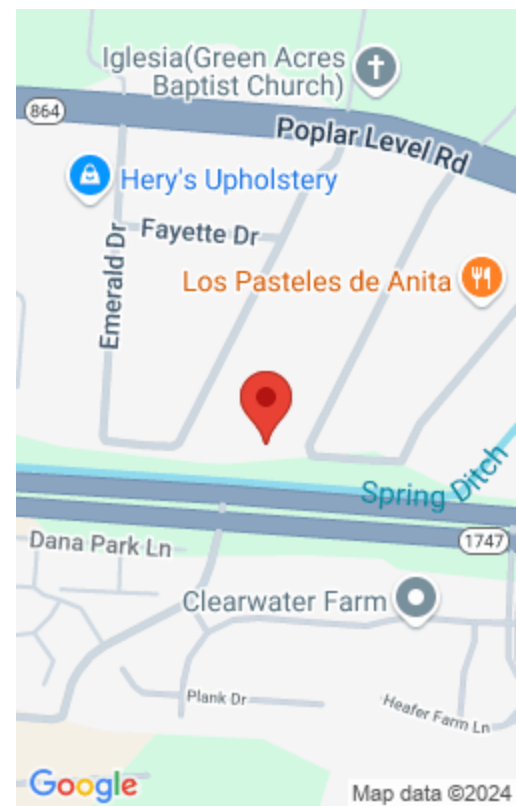 Iglesia(Green Acres
Baptist Church)
864
Poplar Level Rd
Hery's Upholstery
Fayette Dr
Emerald Dr
Los Pasteles de Anita
Spring Ditch
1747
Dana Park Ln
Clearwater Farm
Plank Dr
Heafer Farm Ln
Google
Map data ©2024